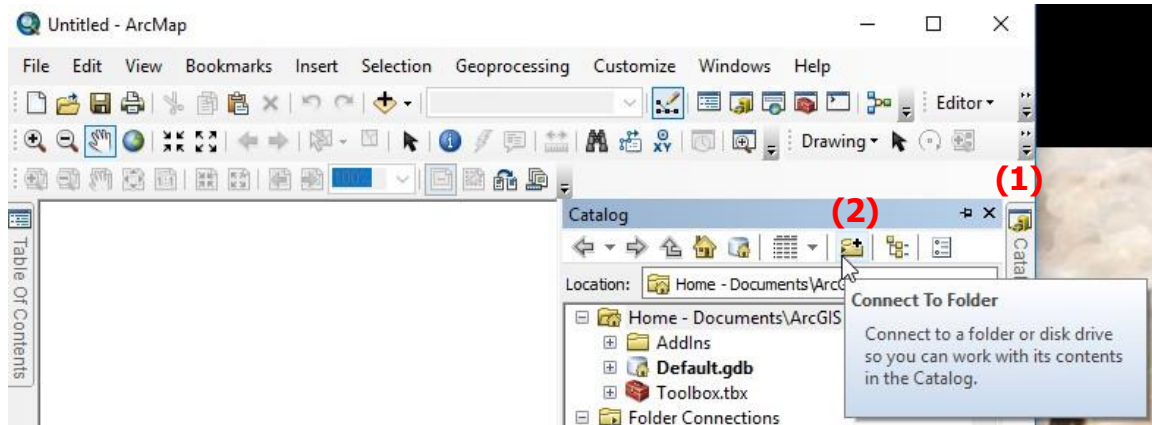 Untitled - ArcMap
File Edit View Bookmarks Insert Selection Geoprocessing Customize Windows Help
Editor
Drawing
100%
(1)
Catalog (2)
Table Of Contents
Catal
Location: Home - Documents\ArcG
Connect To Folder
Connect to a folder or disk drive
so you can work with its contents
in the Catalog.
Home - Documents\ArcGIS
AddIns
Default.gdb
Toolbox.tbx
Folder Connections